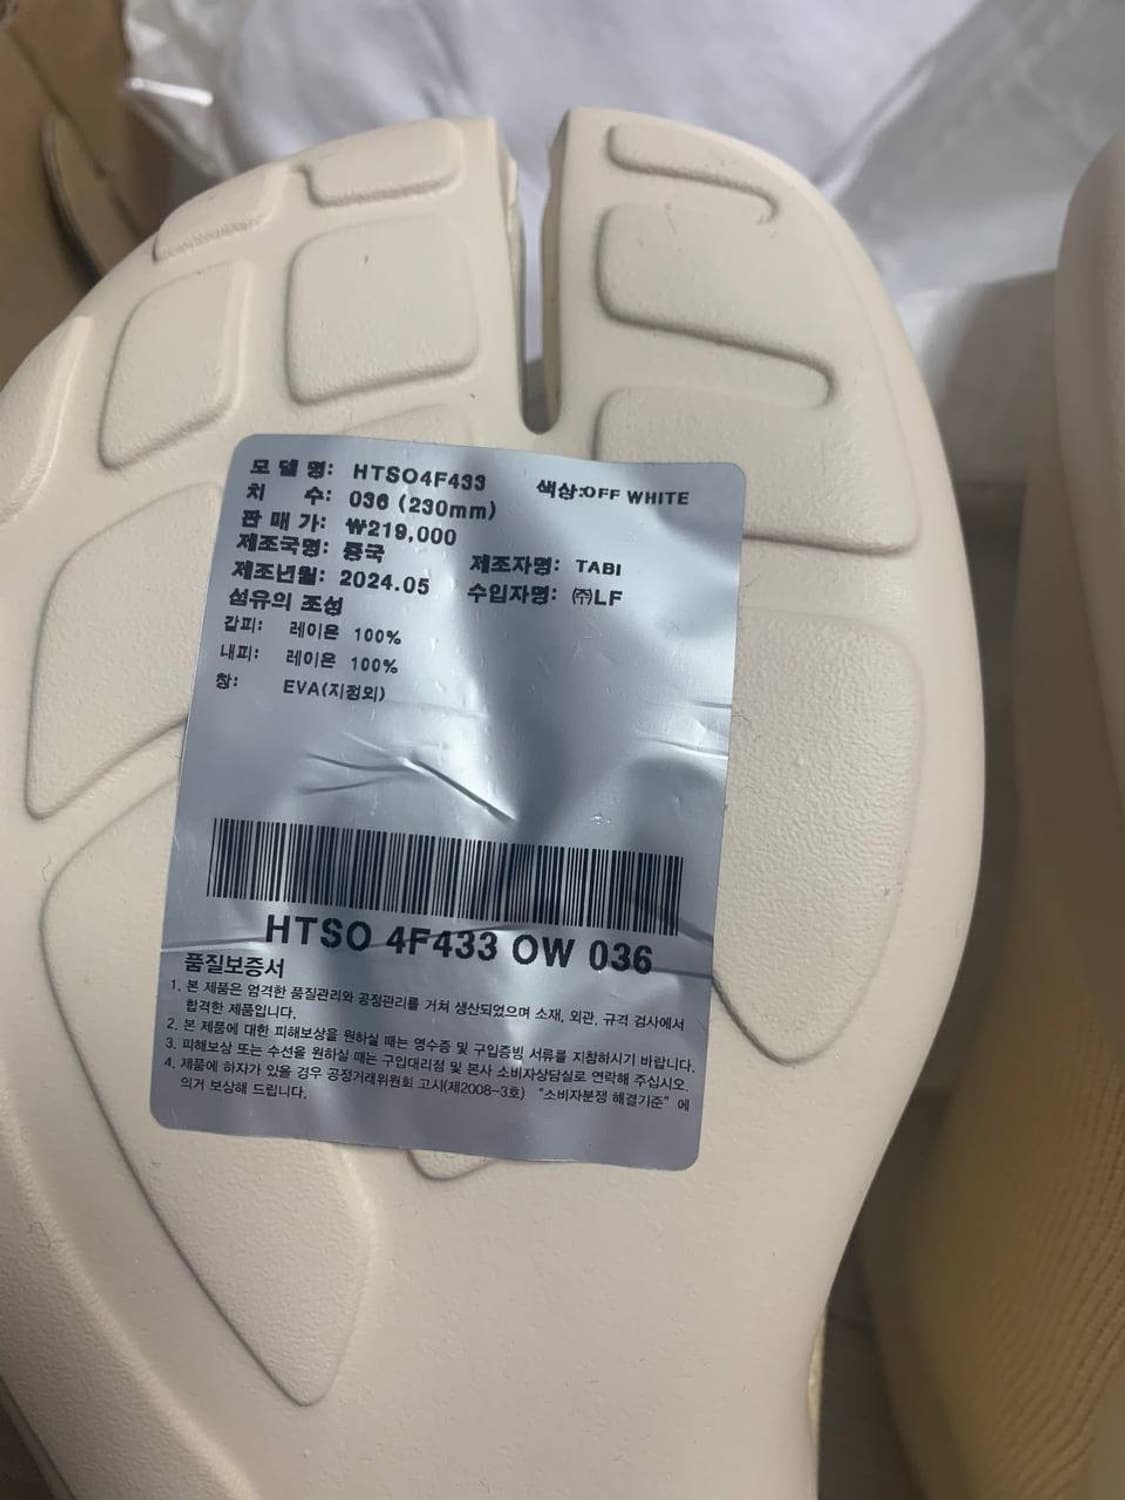 모 델 명: HTSO4F433 색상:OFF WHITE
치 수: 036 (230mm)
판 매 가: ₩219,000
제조국명: 중국 제조자명: TABI
제조년월: 2024.05 수입자명: ㈜LF
섬유의 조성
갑피: 레이온 100%
내피: 레이온 100%
창: EVA(지정외)
HTSO 4F433 OW 036
품질보증서
1. 본 제품은 엄격한 품질관리와 공정관리를 거쳐 생산되었으며 소재, 외관, 규격 검사에서
합격한 제품입니다.
2. 본 제품에 대한 피해보상을 원하실 때는 영수증 및 구입증빙 서류를 지참하시기 바랍니다.
3. 피해보상 또는 수선을 원하실 때는 구입대리점 및 본사 소비자상담실로 연락해 주십시오.
4. 제품에 하자가 있을 경우 공정거래위원회 고시(제2008-3호) “소비자분쟁 해결기준” 에
의거 보상해 드립니다.